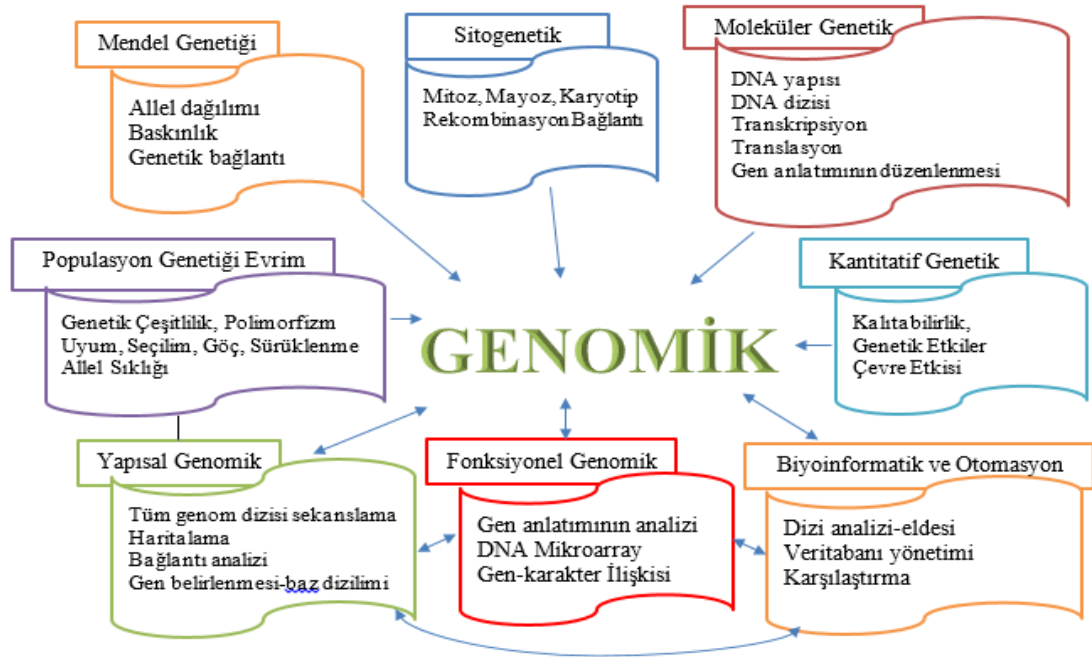 Mendel Genetiği
Allel dağılımı
Baskınlık
Genetik bağlantı
Sitogenetik
Mitoz, Mayoz, Karyotip
Rekombinasyon Bağlantı
Moleküler Genetik
DNA yapısı
DNA dizisi
Transkripsiyon
Translasyon
Gen anlatımının düzenlenmesi
Populasyon Genetiği Evrim
Genetik Çeşitlilik, Polimorfizm
Uyum, Seçilim, Göç, Sürüklenme
Allel Sıklığı
GENOMİK
Kantitatif Genetik
Kalıtabilirlik,
Genetik Etkiler
Çevre Etkisi
Yapısal Genomik
Tüm genom dizisi sekanslama
Haritalama
Bağlantı analizi
Gen belirlenmesi-baz dizilimi
Fonksiyonel Genomik
Gen anlatımının analizi
DNA Mikroarray
Gen-karakter İlişkisi
Biyoinformatik ve Otomasyon
Dizi analizi-eldesi
Veritabanı yönetimi
Karşılaştırma